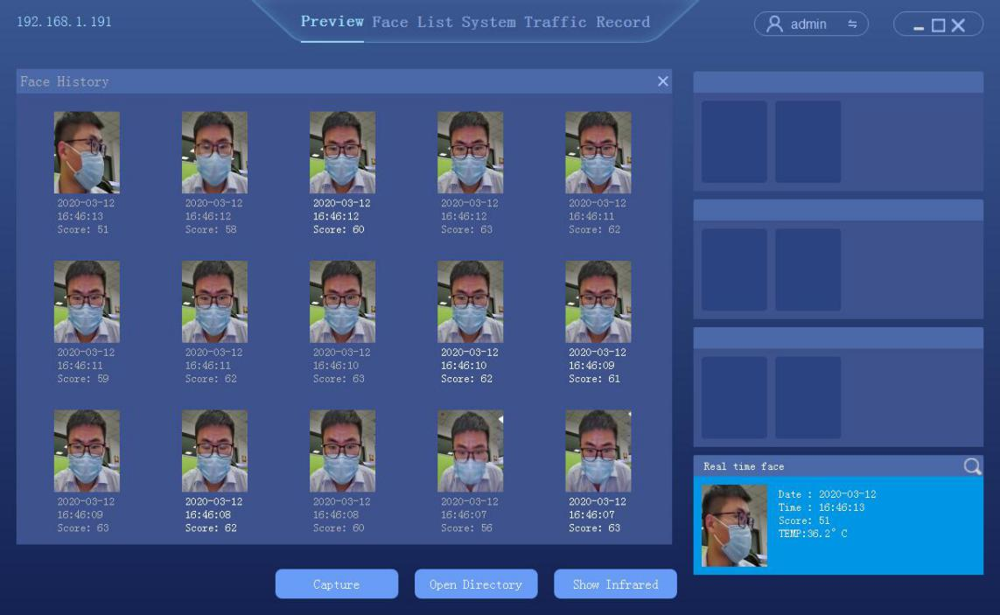 192.168.1.191
Preview Face List System Traffic Record
admin
Face History
2020-03-12
16:46:13
Score: 51
2020-03-12
16:46:12
Score: 58
2020-03-12
16:46:12
Score: 60
2020-03-12
16:46:12
Score: 63
2020-03-12
16:46:11
Score: 62
2020-03-12
16:46:11
Score: 59
2020-03-12
16:46:11
Score: 62
2020-03-12
16:46:10
Score: 63
2020-03-12
16:46:10
Score: 62
2020-03-12
16:46:09
Score: 61
2020-03-12
16:46:09
Score: 63
2020-03-12
16:46:08
Score: 62
2020-03-12
16:46:08
Score: 60
2020-03-12
16:46:07
Score: 56
2020-03-12
16:46:07
Score: 63
Real time face
Date : 2020-03-12
Time : 16:46:13
Score: 51
TEMP:36.2° C
Capture
Open Directory
Show Infrared